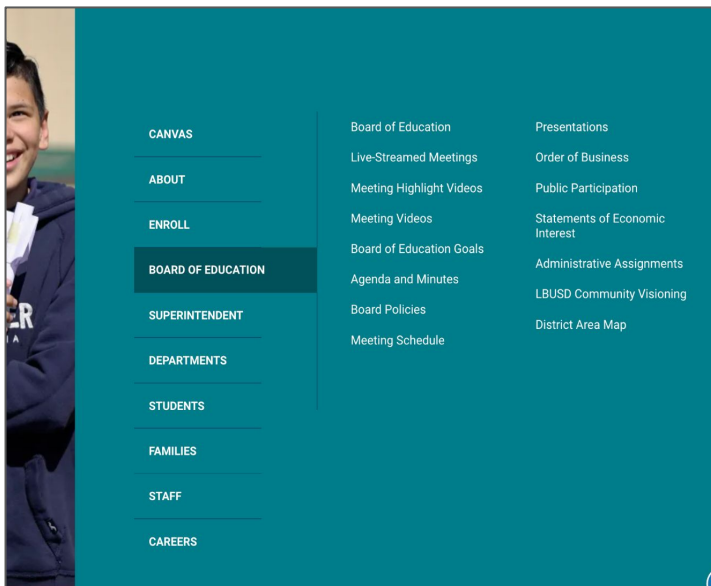 CANVAS
ABOUT
ENROLL
BOARD OF EDUCATION
SUPERINTENDENT
DEPARTMENTS
STUDENTS
FAMILIES
STAFF
CAREERS
Board of Education
Live-Streamed Meetings
Meeting Highlight Videos
Meeting Videos
Board of Education Goals
Agenda and Minutes
Board Policies
Meeting Schedule
Presentations
Order of Business
Public Participation
Statements of Economic
Interest
Administrative Assignments
LBUSD Community Visioning
District Area Map